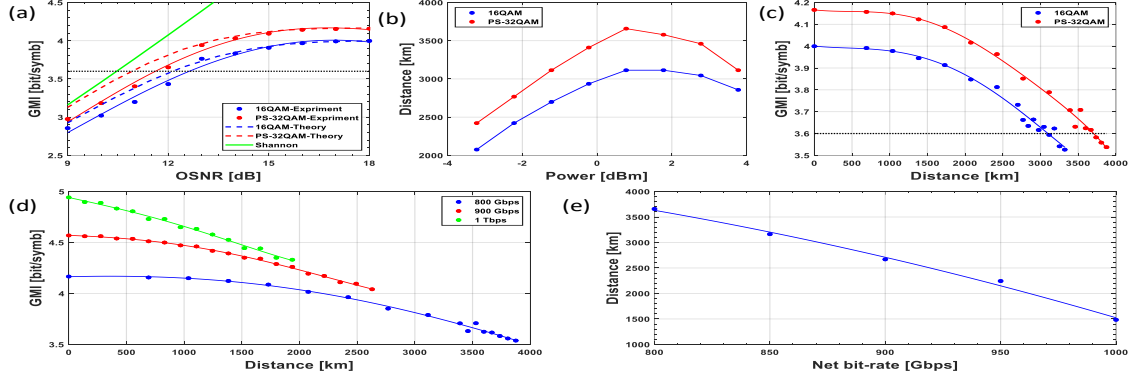 (a)
GMI [bit/symb]
4.5
4
3.5
3
2.5
9
12
15
18
OSNR [dB]
16QAM-Expriment
PS-32QAM-Expriment
16QAM-Theory
PS-32QAM-Theory
Shannon
(b)
Distance [km]
4000
3500
3000
2500
2000
-4
-2
0
2
4
Power [dBm]
16QAM
PS-32QAM
(c)
GMI [bit/symb]
4.2
4.1
4
3.9
3.8
3.7
3.6
3.5
0
500
1000
1500
2000
2500
3000
3500
4000
Distance [km]
16QAM
PS-32QAM
(d)
GMI [bit/symb]
5
4.5
4
3.5
0
500
1000
1500
2000
2500
3000
3500
4000
Distance [km]
800 Gbps
900 Gbps
1 Tbps
(e)
Distance [km]
4000
3500
3000
2500
2000
1500
1000
800
850
900
950
1000
Net bit-rate [Gbps]